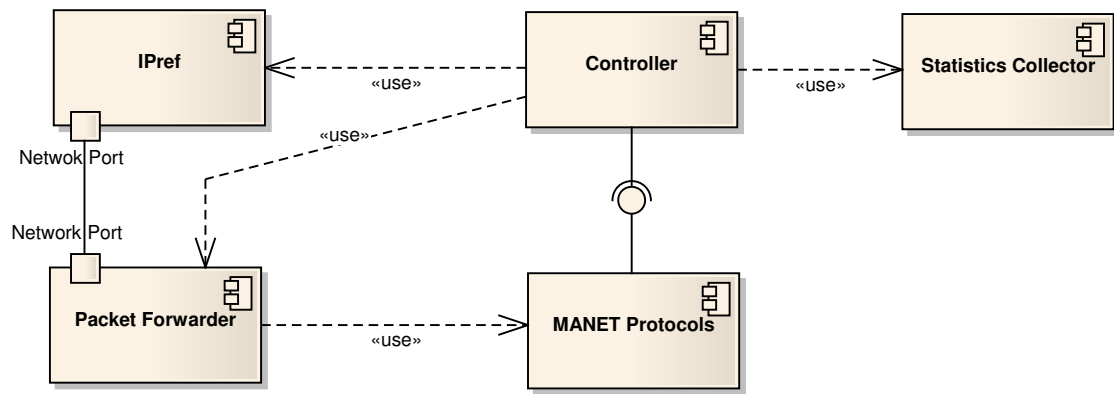 IPref
Controller
Statistics Collector
«use»
«use»
«use»
Netwok Port
Network Port
Packet Forwarder
MANET Protocols
«use»